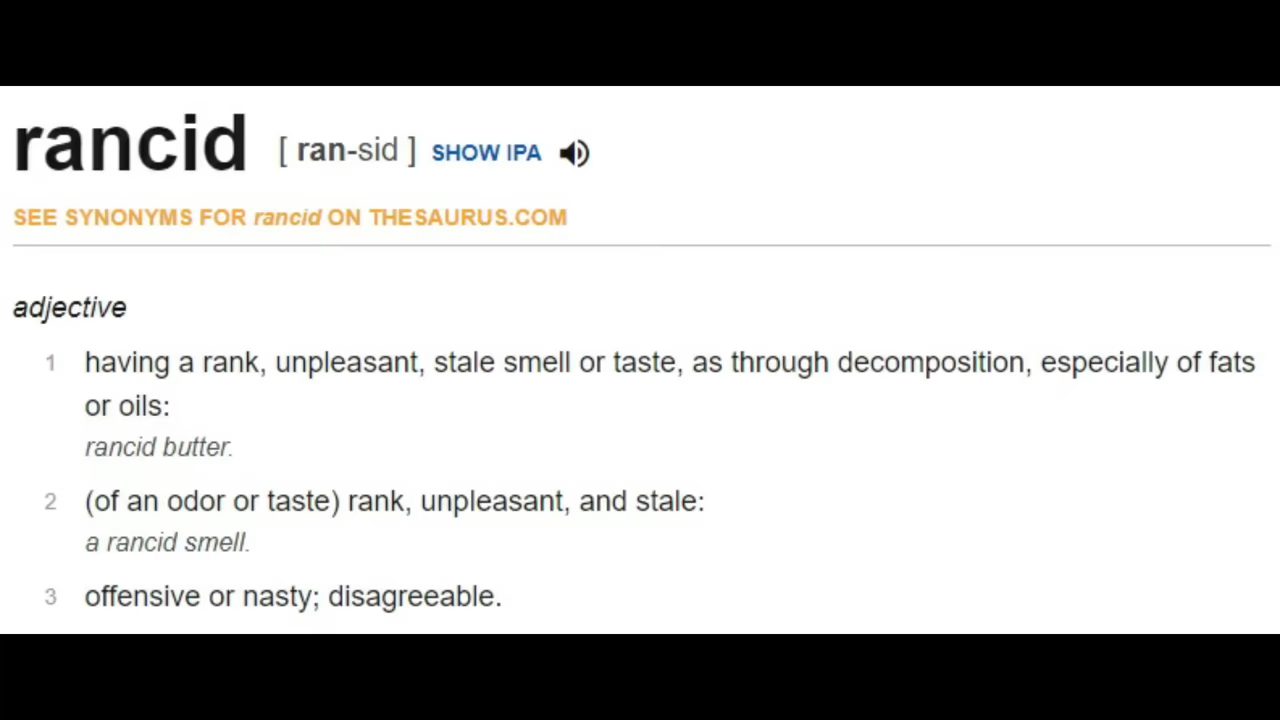 rancid [ ran-sid ] SHOW IPA
SEE SYNONYMS FOR rancid ON THESAURUS.COM
adjective
1 having a rank, unpleasant, stale smell or taste, as through decomposition, especially of fats
or oils:
rancid butter.
2 (of an odor or taste) rank, unpleasant, and stale:
a rancid smell.
3 offensive or nasty; disagreeable.